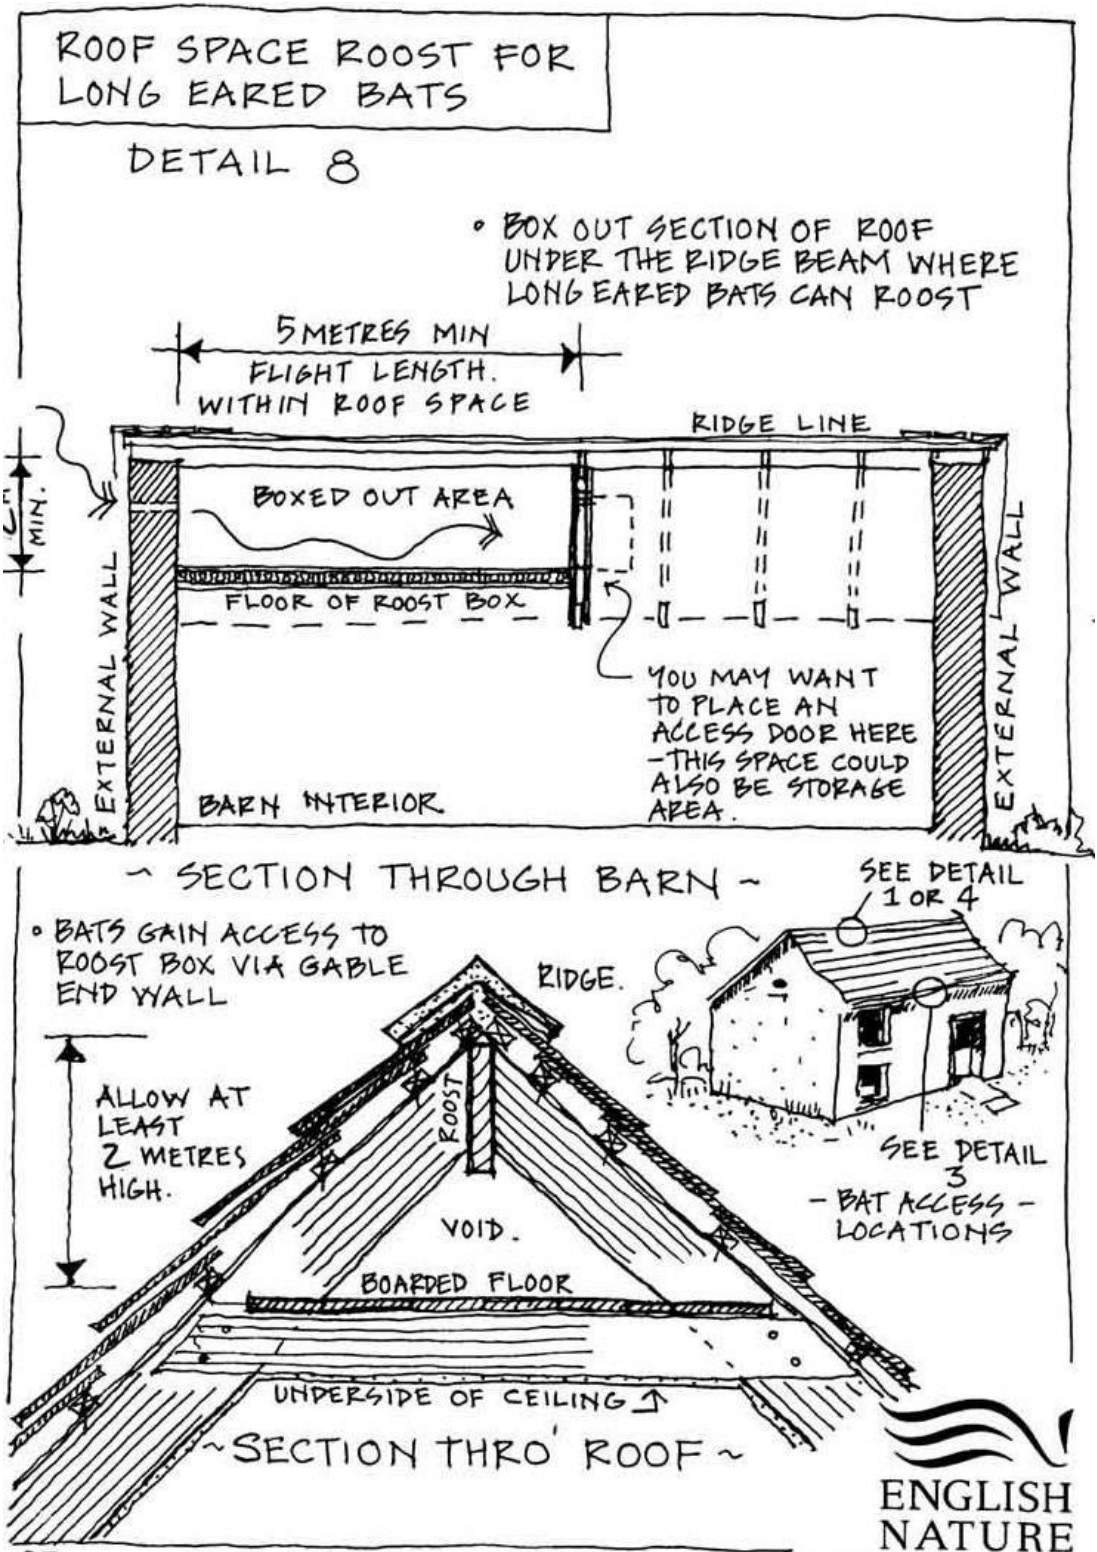 ROOF SPACE ROOST FOR
LONG EARED BATS
DETAIL 8
• BOX OUT SECTION OF ROOF
UNDER THE RIDGE BEAM WHERE
LONG EARED BATS CAN ROOST
5 METRES MIN
FLIGHT LENGTH.
WITHIN ROOF SPACE
RIDGE LINE
MIN.
BOXED OUT AREA
FLOOR OF ROOST BOX
EXTERNAL WALL
EXTERNAL WALL
YOU MAY WANT
TO PLACE AN
ACCESS DOOR HERE
- THIS SPACE COULD
ALSO BE STORAGE
AREA.
BARN INTERIOR
~ SECTION THROUGH BARN ~
• BATS GAIN ACCESS TO
ROOST BOX VIA GABLE
END WALL
RIDGE.
SEE DETAIL
1 OR 4
ALLOW AT
LEAST
2 METRES
HIGH.
ROOST
VOID.
BOARDED FLOOR
SEE DETAIL
3
- BAT ACCESS -
LOCATIONS
UNDERSIDE OF CEILING
~ SECTION THRO' ROOF ~
ENGLISH
NATURE